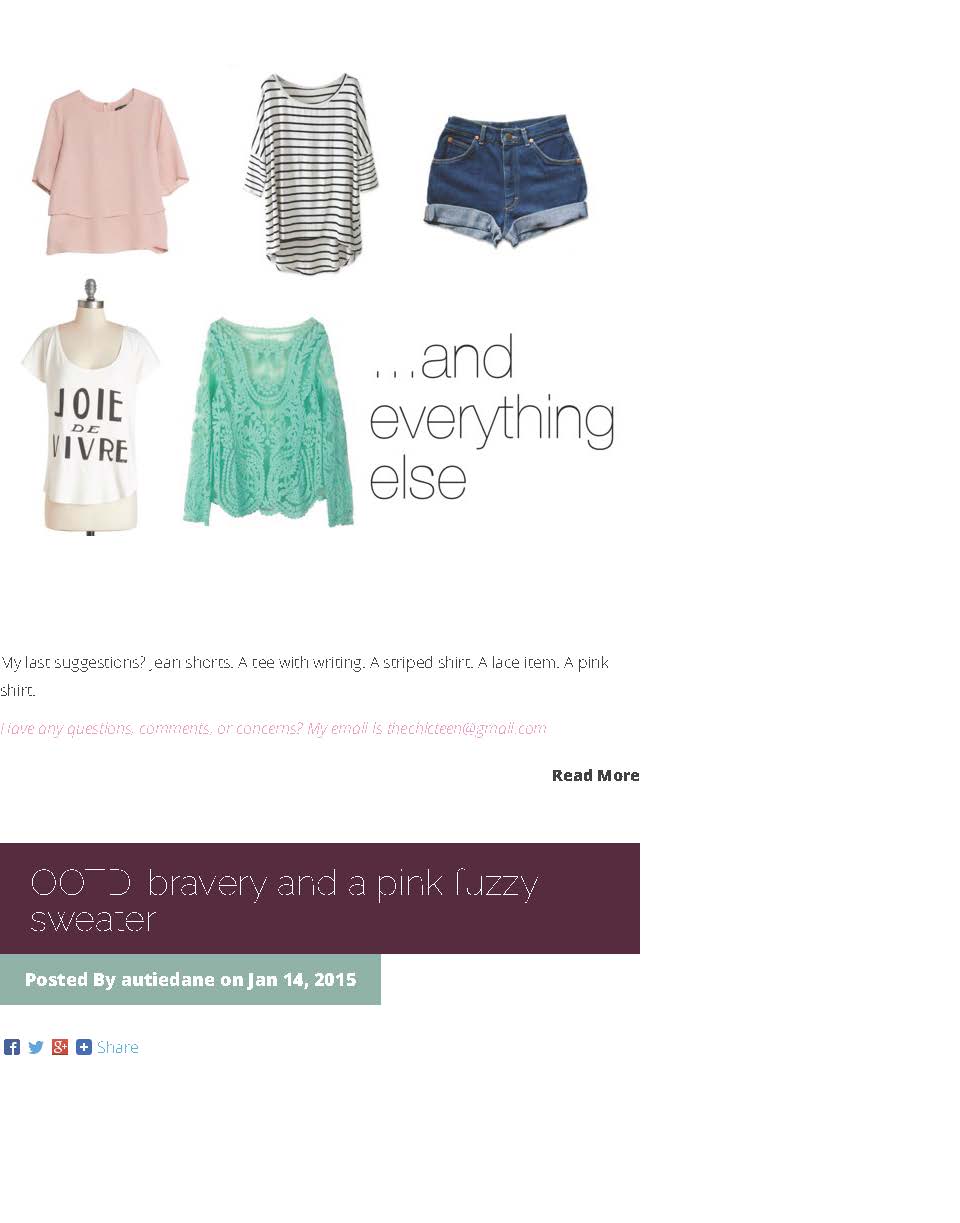 JOIE
DE
VIVRE
...and
everything
else
My last suggestions? Jean shorts. A tee with writing. A striped shirt. A lace item. A pink
shirt.
Have any questions, comments, or concerns? My email is thechicteen@gmail.com
Read More
OOTD: bravery and a pink fuzzy
sweater
Posted By autiedane on Jan 14, 2015
Share